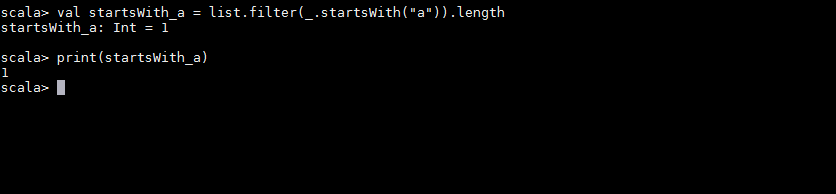 scala> val startsWith_a = list.filter(_.startsWith("a")).length
startsWith_a: Int = 1
scala> print(startsWith_a)
1
scala>